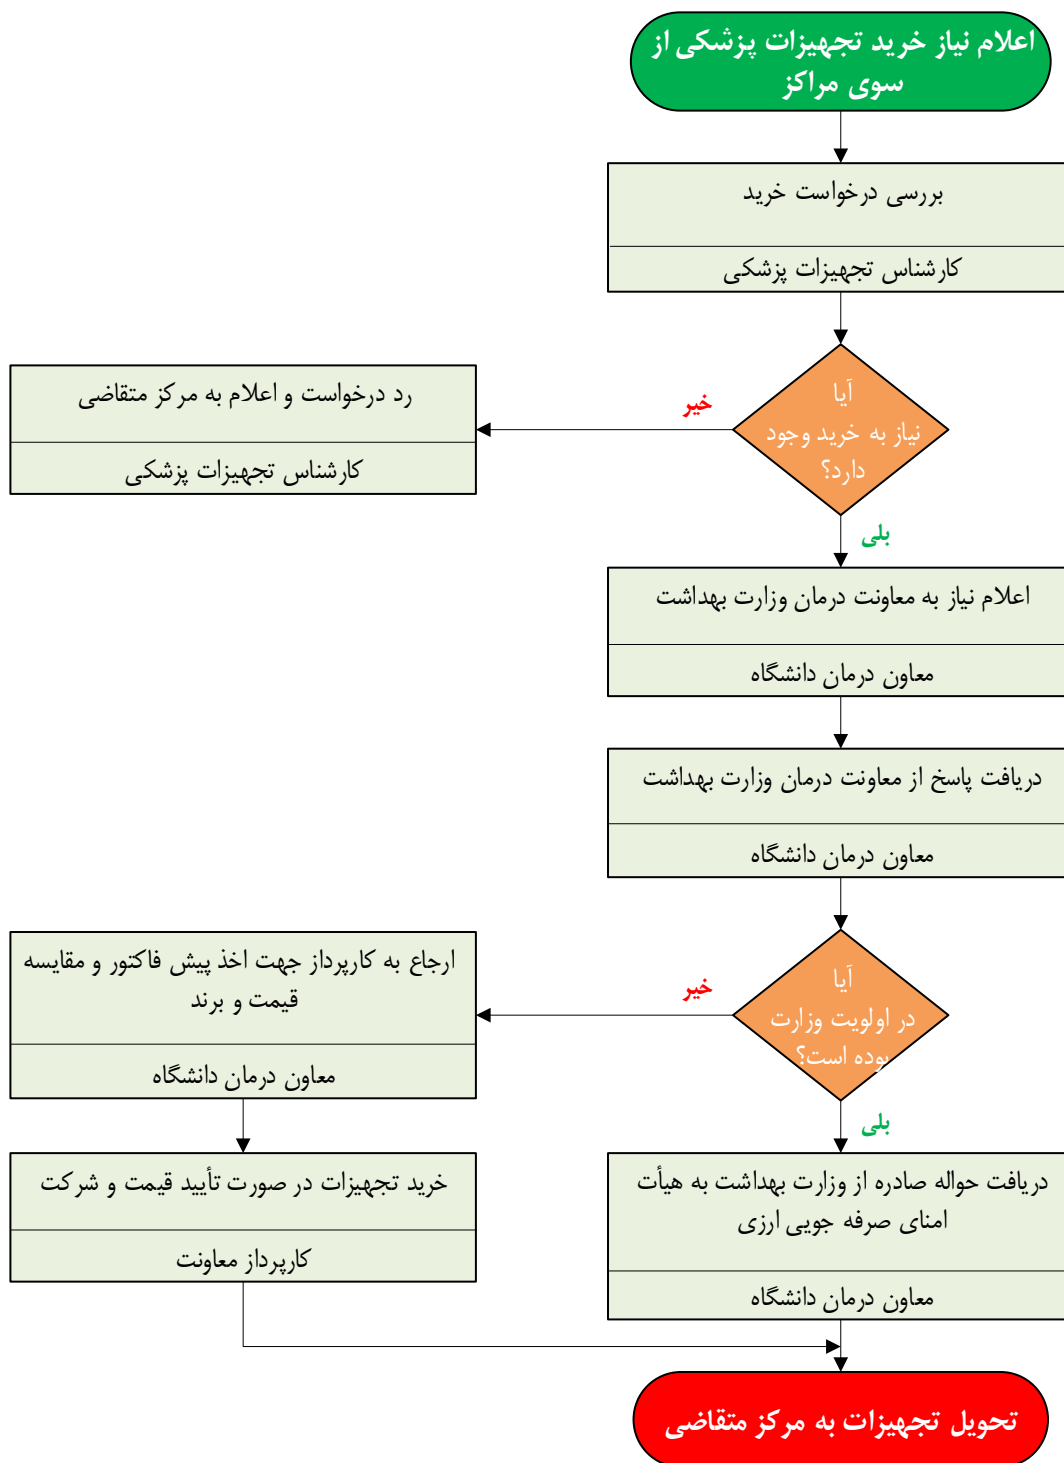 اعلام نیاز خرید تجهیزات پزشکی از
سوی مراکز
بررسی درخواست خرید
کارشناس تجهیزات پزشکی
آیا
نیاز به خرید وجود
دارد؟
خیر
رد درخواست و اعلام به مرکز متقاضی
کارشناس تجهیزات پزشکی
بلی
اعلام نیاز به معاونت درمان وزارت بهداشت
معاون درمان دانشگاه
دریافت پاسخ از معاونت درمان وزارت بهداشت
معاون درمان دانشگاه
آیا
در اولویت وزارت
بوده است؟
خیر
ارجاع به کارپرداز جهت اخذ پیش فاکتور و مقایسه
قیمت و برند
معاون درمان دانشگاه
بلی
دریافت حواله صادره از وزارت بهداشت به هیأت
امنای صرفه جویی ارزی
معاون درمان دانشگاه
خرید تجهیزات در صورت تأیید قیمت و شرکت
کارپرداز معاونت
تحویل تجهیزات به مرکز متقاضی